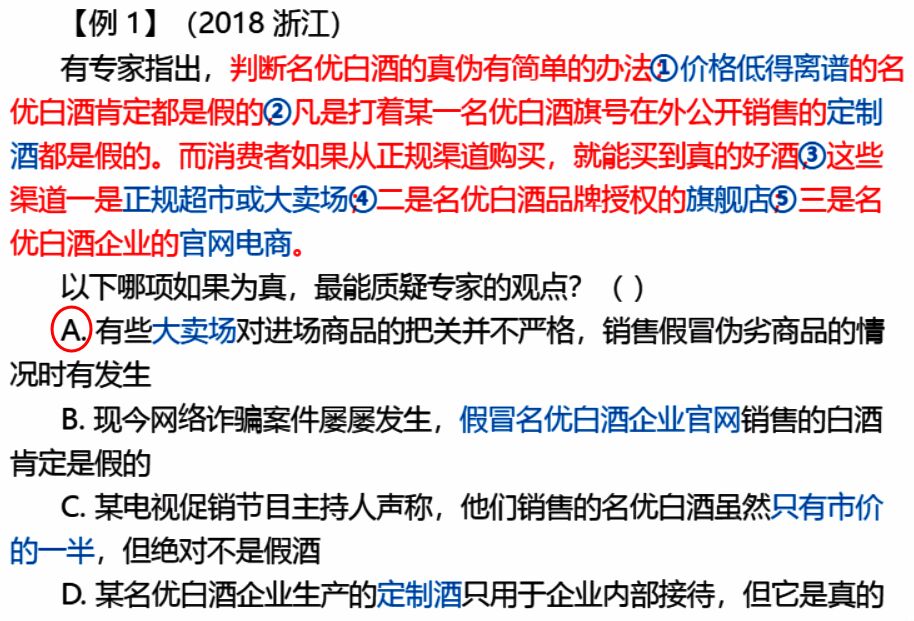 【例 1】（2018 浙江）
有专家指出，判断名优白酒的真伪有简单的办法①价格低得离谱的名
优白酒肯定都是假的②凡是打着某一名优白酒旗号在外公开销售的定制
酒都是假的。而消费者如果从正规渠道购买，就能买到真的好酒③这些
渠道一是正规超市或大卖场④二是名优白酒品牌授权的旗舰店⑤三是名
优白酒企业的官网电商。
以下哪项如果为真，最能质疑专家的观点？（ ）
A. 有些大卖场对进场商品的把关并不严格，销售假冒伪劣商品的情
况时有发生
B. 现今网络诈骗案件屡屡发生，假冒名优白酒企业官网销售的白酒
肯定是假的
C. 某电视促销节目主持人声称，他们销售的名优白酒虽然只有市价
的一半，但绝对不是假酒
D. 某名优白酒企业生产的定制酒只用于企业内部接待，但它是真的